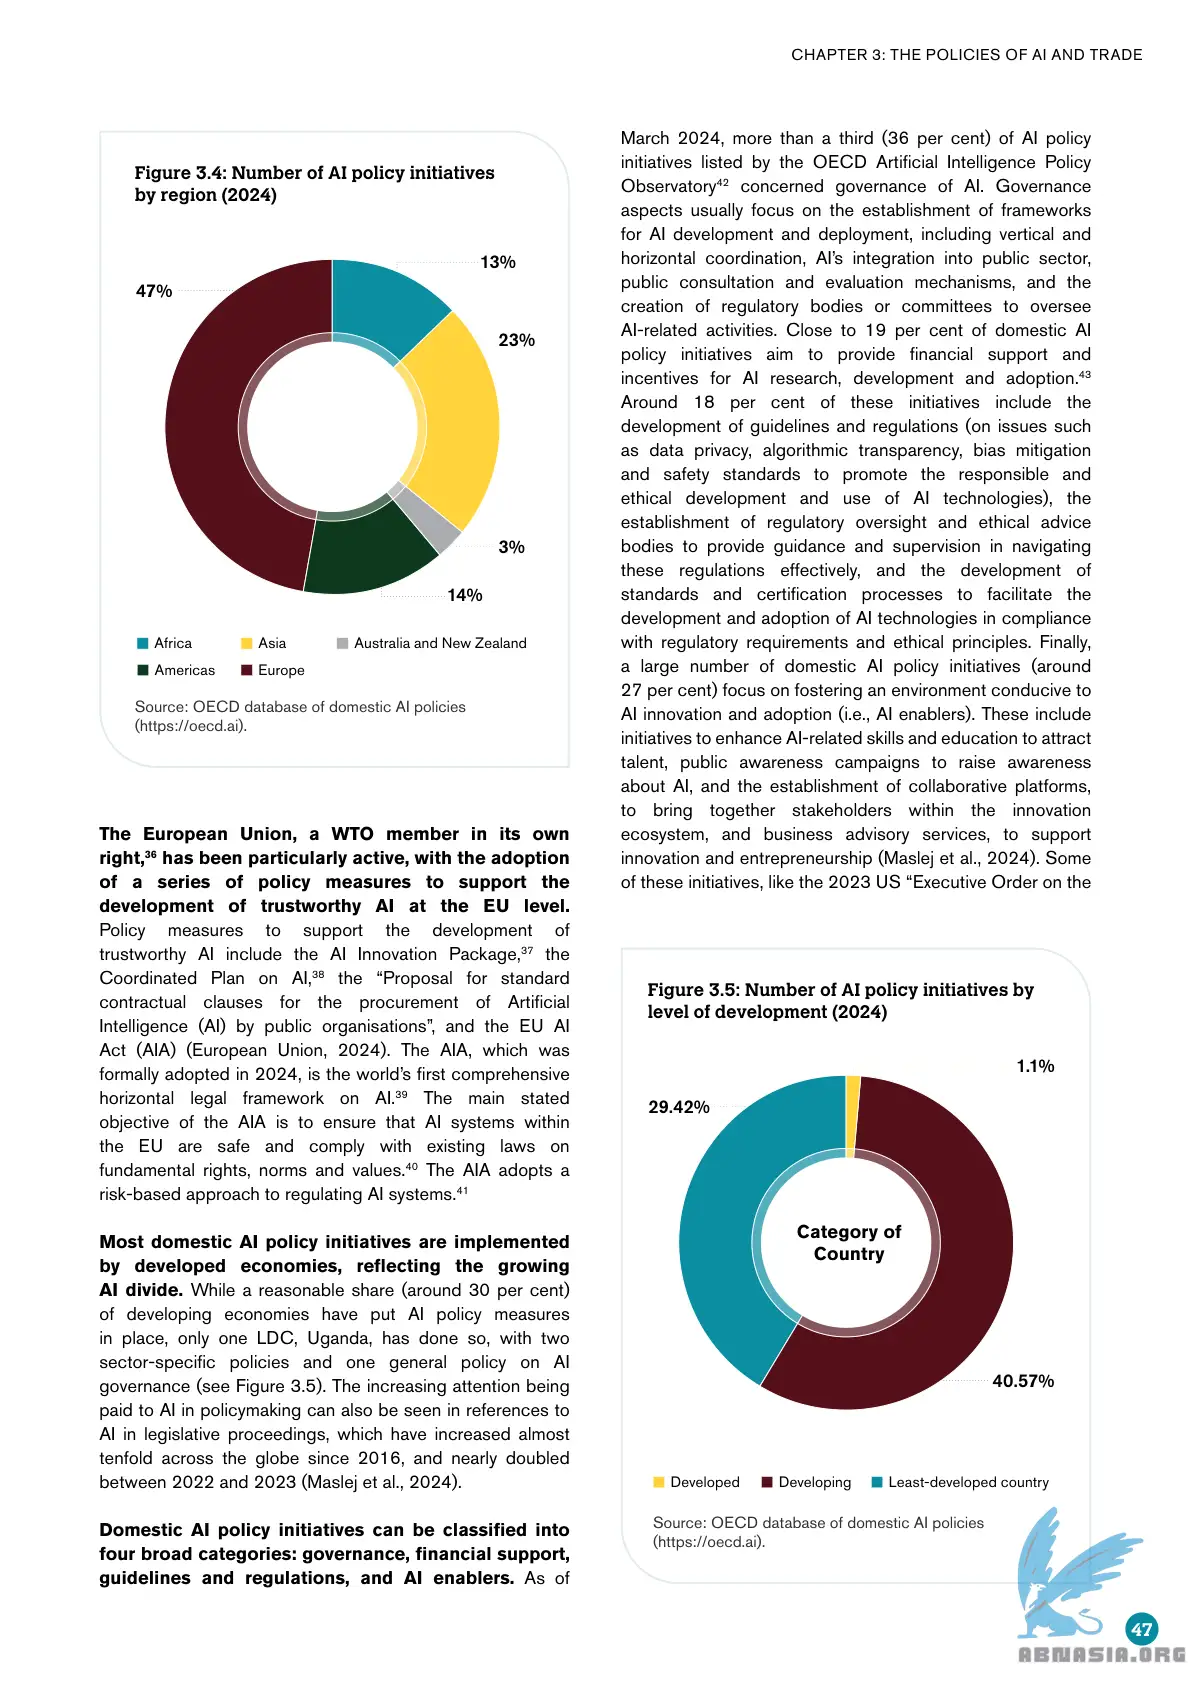 CHAPTER 3: THE POLICIES OF AI AND TRADE
Figure 3.4: Number of AI policy initiatives
by region (2024)
13%
47%
23%
3%
14%
Africa
Asia
Australia and New Zealand
Americas
Europe
Source: OECD database of domestic AI policies
(https://oecd.ai).
The European Union, a WTO member in its own
right,36 has been particularly active, with the adoption
of a series of policy measures to support the
development of trustworthy AI at the EU level.
Policy measures to support the development of
trustworthy AI include the AI Innovation Package,37 the
Coordinated Plan on AI,38 the “Proposal for standard
contractual clauses for the procurement of Artificial
Intelligence (AI) by public organisations”, and the EU AI
Act (AIA) (European Union, 2024). The AIA, which was
formally adopted in 2024, is the world’s first comprehensive
horizontal legal framework on AI.39 The main stated
objective of the AIA is to ensure that AI systems within
the EU are safe and comply with existing laws on
fundamental rights, norms and values.40 The AIA adopts a
risk-based approach to regulating AI systems.41
Most domestic AI policy initiatives are implemented
by developed economies, reflecting the growing
AI divide. While a reasonable share (around 30 per cent)
of developing economies have put AI policy measures
in place, only one LDC, Uganda, has done so, with two
sector-specific policies and one general policy on AI
governance (see Figure 3.5). The increasing attention being
paid to AI in policymaking can also be seen in references to
AI in legislative proceedings, which have increased almost
tenfold across the globe since 2016, and nearly doubled
between 2022 and 2023 (Maslej et al., 2024).
Domestic AI policy initiatives can be classified into
four broad categories: governance, financial support,
guidelines and regulations, and AI enablers. As of
March 2024, more than a third (36 per cent) of AI policy
initiatives listed by the OECD Artificial Intelligence Policy
Observatory42 concerned governance of AI. Governance
aspects usually focus on the establishment of frameworks
for AI development and deployment, including vertical and
horizontal coordination, AI’s integration into public sector,
public consultation and evaluation mechanisms, and the
creation of regulatory bodies or committees to oversee
AI-related activities. Close to 19 per cent of domestic AI
policy initiatives aim to provide financial support and
incentives for AI research, development and adoption.43
Around 18 per cent of these initiatives include the
development of guidelines and regulations (on issues such
as data privacy, algorithmic transparency, bias mitigation
and safety standards to promote the responsible and
ethical development and use of AI technologies), the
establishment of regulatory oversight and ethical advice
bodies to provide guidance and supervision in navigating
these regulations effectively, and the development of
standards and certification processes to facilitate the
development and adoption of AI technologies in compliance
with regulatory requirements and ethical principles. Finally,
a large number of domestic AI policy initiatives (around
27 per cent) focus on fostering an environment conducive to
AI innovation and adoption (i.e., AI enablers). These include
initiatives to enhance AI-related skills and education to attract
talent, public awareness campaigns to raise awareness
about AI, and the establishment of collaborative platforms,
to bring together stakeholders within the innovation
ecosystem, and business advisory services, to support
innovation and entrepreneurship (Maslej et al., 2024). Some
of these initiatives, like the 2023 US “Executive Order on the
Figure 3.5: Number of AI policy initiatives by
level of development (2024)
1.1%
29.42%
Category of
Country
40.57%
Developed
Developing
Least-developed country
Source: OECD database of domestic AI policies
(https://oecd.ai).
47
ABNASIA.ORG